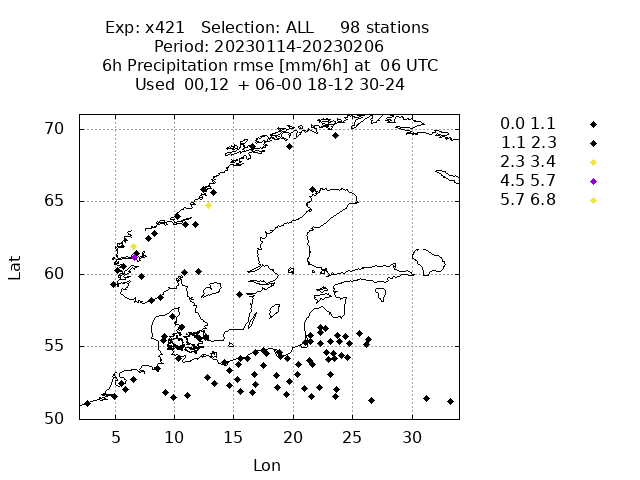 Exp: x421   Selection: ALL     98 stations
Period: 20230114-20230206
6h Precipitation rmse [mm/6h] at  06 UTC
Used  00,12  + 06-00 18-12 30-24
0.0 1.1
1.1 2.3
2.3 3.4
4.5 5.7
5.7 6.8
70
65
60
55
50
Lat
5 10 15 20 25 30
Lon